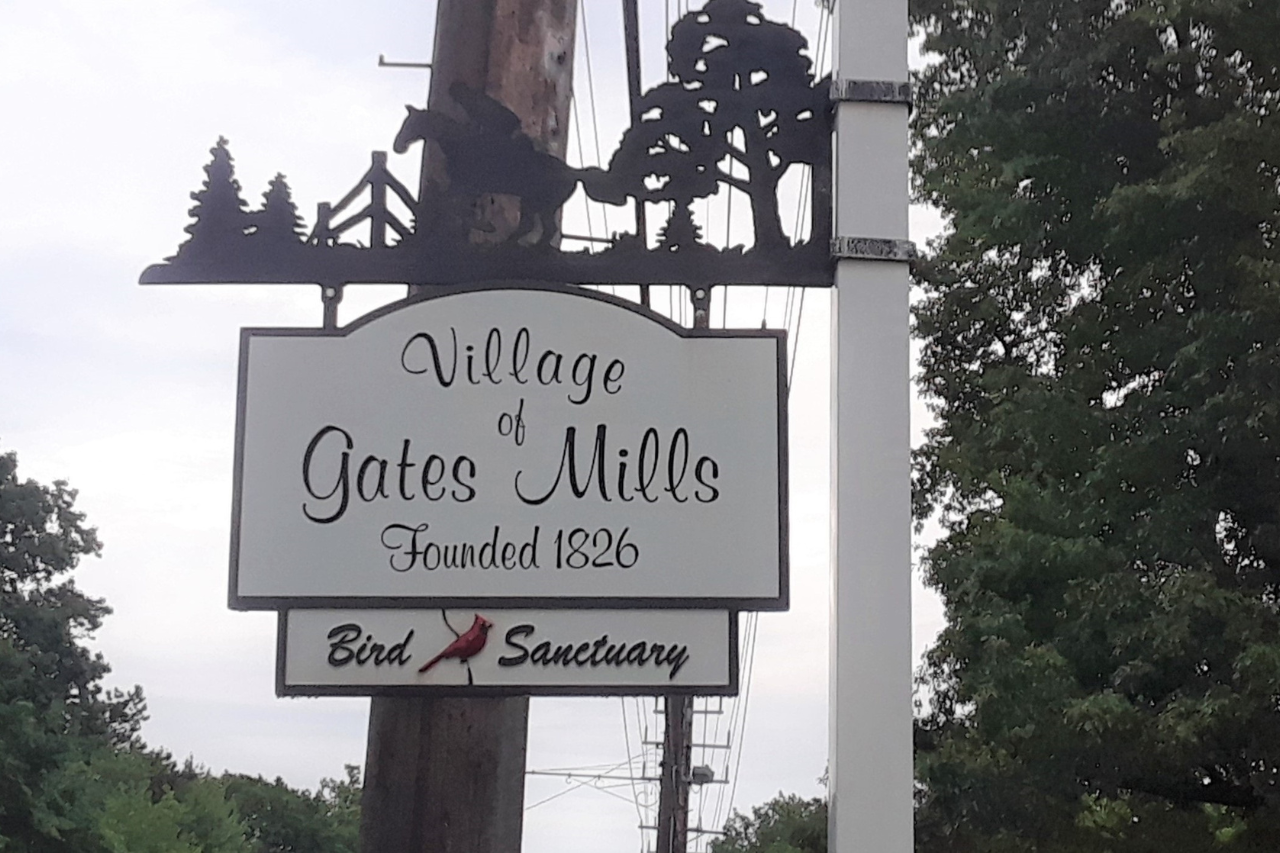 Village
of
Gates Mills
Founded 1826
Bird Sanctuary